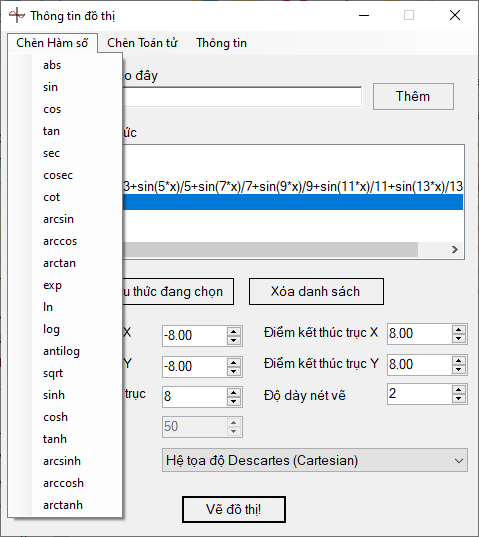 Thông tin đồ thị
Chèn Hàm số Chèn Toán tử Thông tin
abs
sin
cos
tan
sec
cosec
cot
arcsin
arccos
arctan
exp
ln
log
antilog
sqrt
sinh
cosh
tanh
arcsinh
arccosh
arctanh
o đây
Thêm
ức
3+sin(5*x)/5+sin(7*x)/7+sin(9*x)/9+sin(11*x)/11+sin(13*x)/13
u thức đang chọn Xóa danh sách
X -8.00 Điểm kết thúc trục X 8.00
Y -8.00 Điểm kết thúc trục Y 8.00
trục 8 Độ dày nét vẽ 2
50
Hệ tọa độ Descartes (Cartesian)
Vẽ đồ thị!